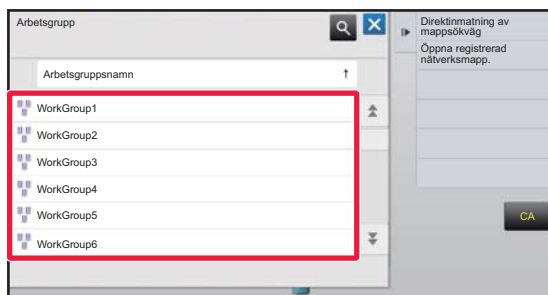 Arbetsgrupp
Arbetsgruppsnamn ↑
WorkGroup1
WorkGroup2
WorkGroup3
WorkGroup4
WorkGroup5
WorkGroup6
Direktinmatning av
mappsökväg
Öppna registrerad
nätverksmapp.
CA